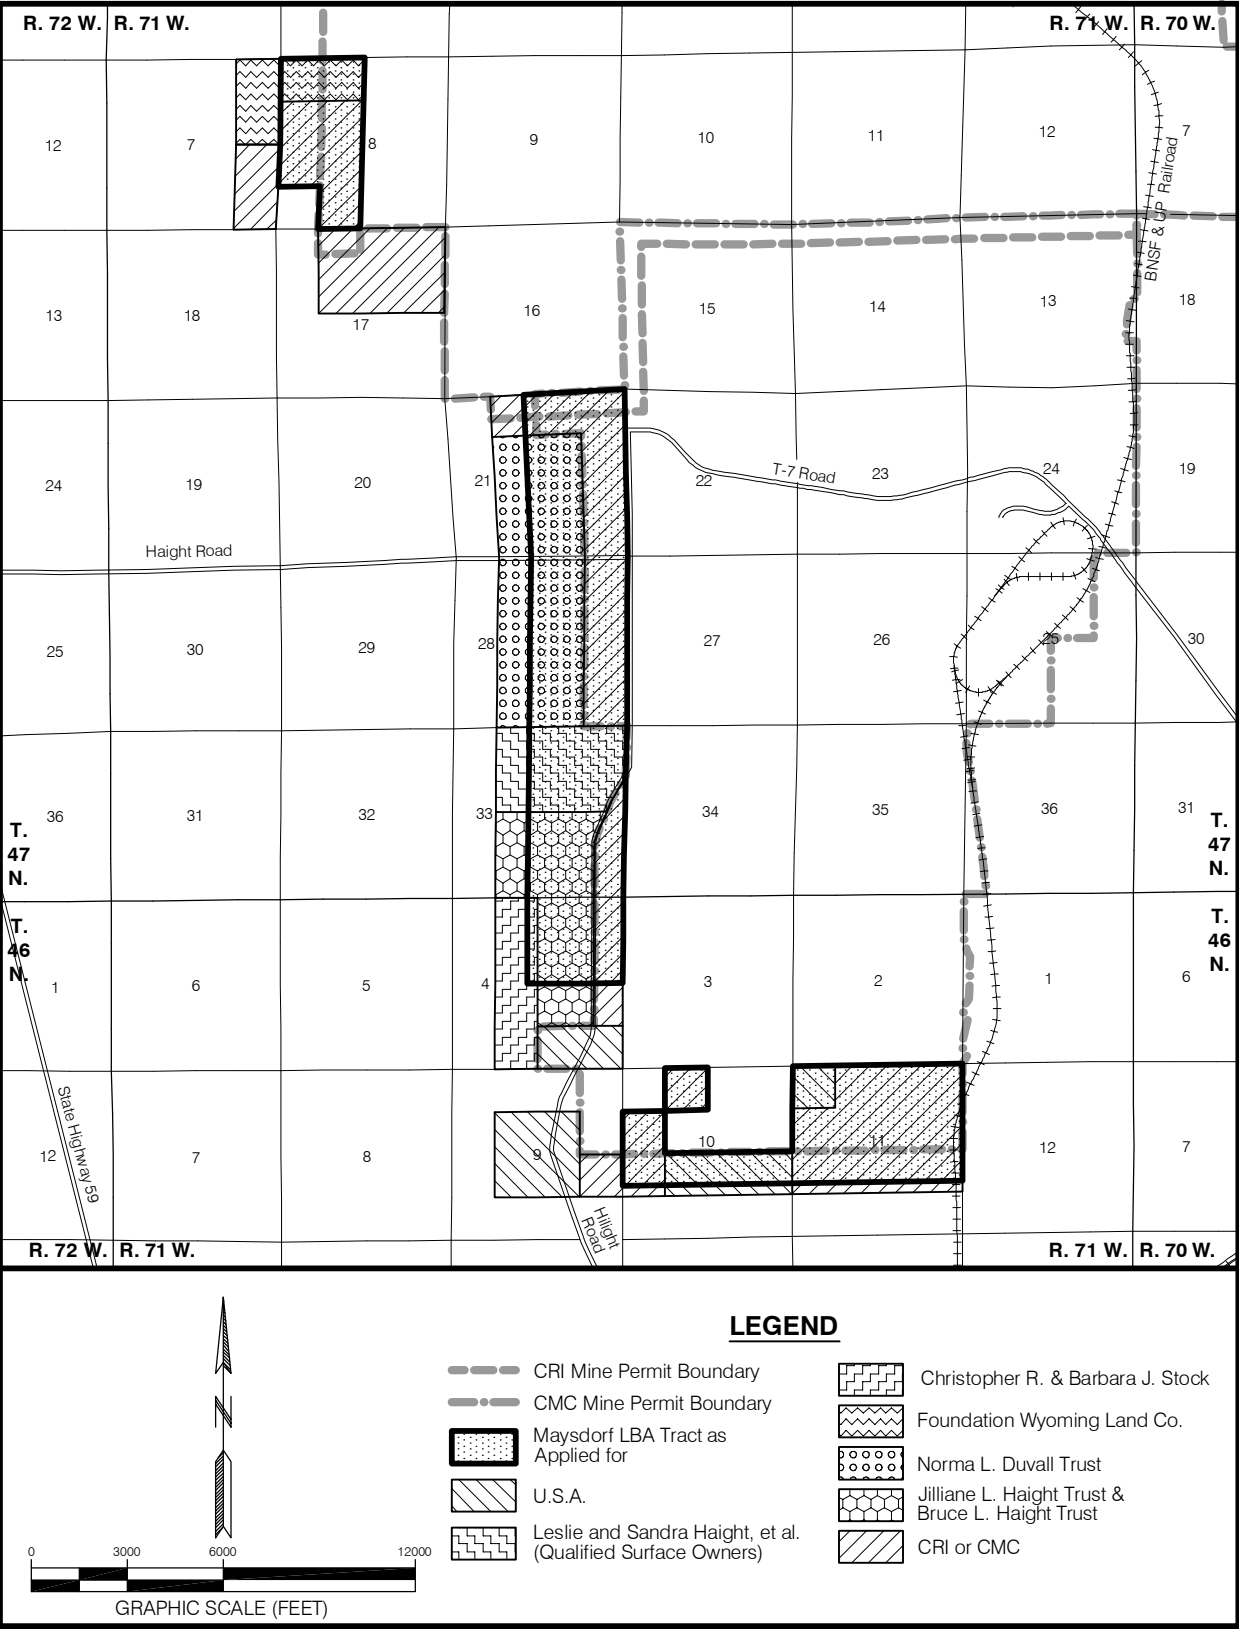 R. 72 W. R. 71 W.
R. 71 W. R. 70 W.
12 7 8 9 10 11 12 7
BNSF & UP Railroad
13 18 17 16 15 14 13 18
24 19 20 21 22 23 24 19
T-7 Road
Haight Road
25 30 29 28 27 26 25 30
36 31 32 33 34 35 36 31
T.
47
N.
T.
47
N.
T.
46
N.
T.
46
N.
1 6 5 4 3 2 1 6
State Highway 59
12 7 8 9 10 11 12 7
Hilight
Road
R. 72 W. R. 71 W.
R. 71 W. R. 70 W.
LEGEND
CRI Mine Permit Boundary
CMC Mine Permit Boundary
Maysdorf LBA Tract as
Applied for
U.S.A.
Leslie and Sandra Haight, et al.
(Qualified Surface Owners)
Christopher R. & Barbara J. Stock
Foundation Wyoming Land Co.
Norma L. Duvall Trust
Jilliane L. Haight Trust &
Bruce L. Haight Trust
CRI or CMC
N
0 3000 6000 12000
GRAPHIC SCALE (FEET)